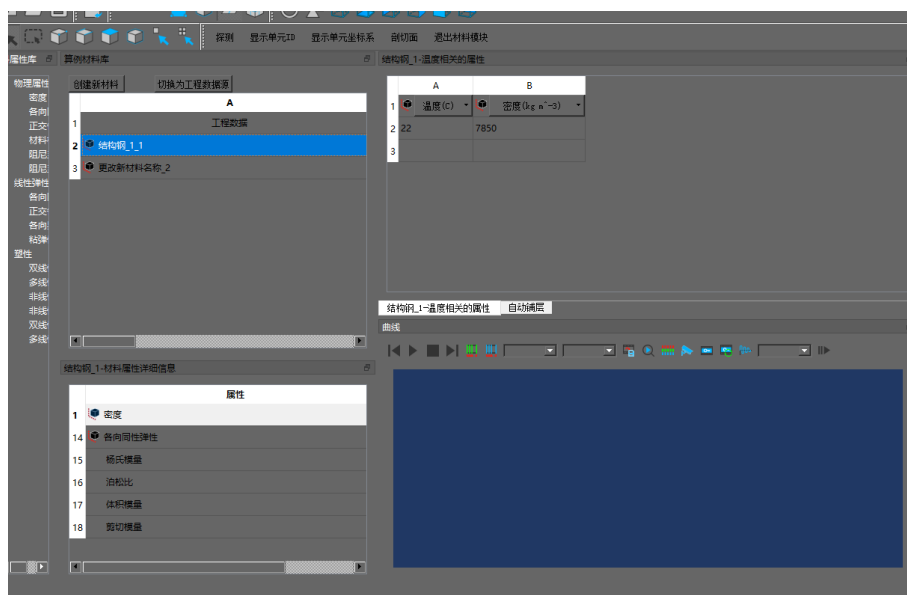 探测 显示单元ID 显示单元坐标系 剖切面 退出材料模块
属性库 算例材料库 结构钢_1-温度相关的属性
物理属性
密度
各向
正交
材料
阻尼
阻尼
线性弹性
各向
正交
各向
粘弹
塑性
双线
多线
非线
非线
双线
多线
创建新材料 切换为工程数据源
A
1 工程数据
2 结构钢_1_1
3 更改新材料名称_2
A B
1 温度(C) 密度(kg m^-3)
2 22 7850
3
结构钢_1-温度相关的属性 自动铺层
曲线
结构钢_1-材料属性详细信息
属性
1 密度
14 各向同性弹性
15 杨氏模量
16 泊松比
17 体积模量
18 剪切模量